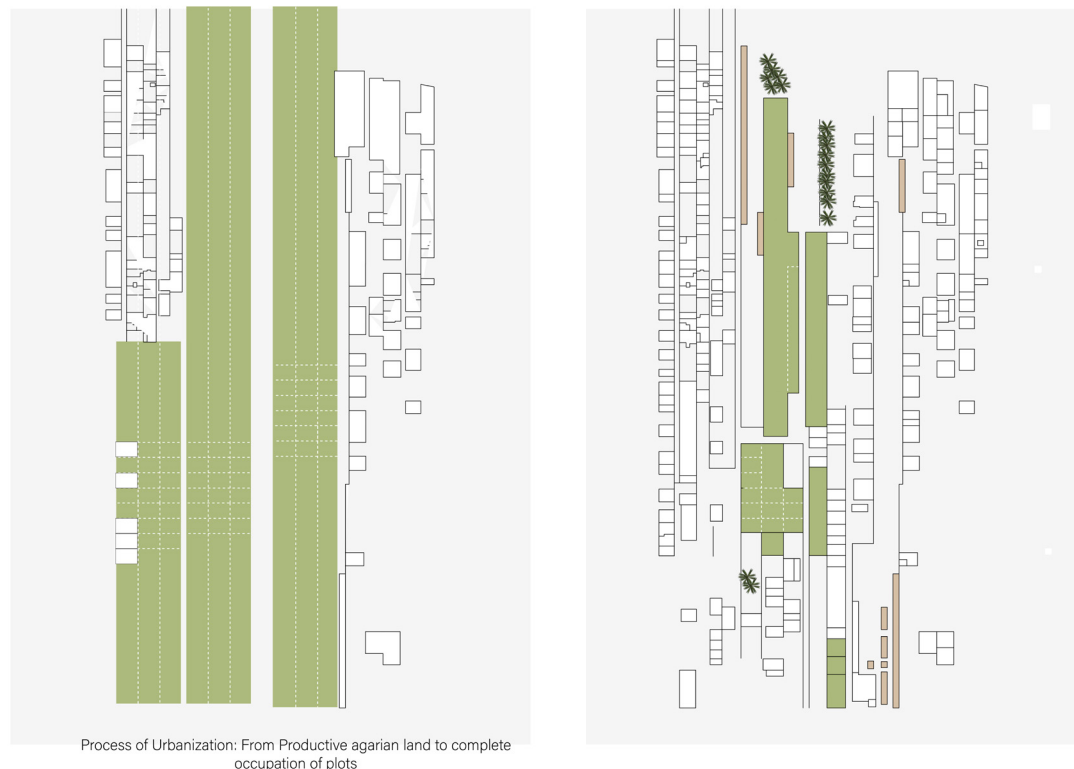 Process of Urbanization: From Productive agarian land to complete
occupation of plots